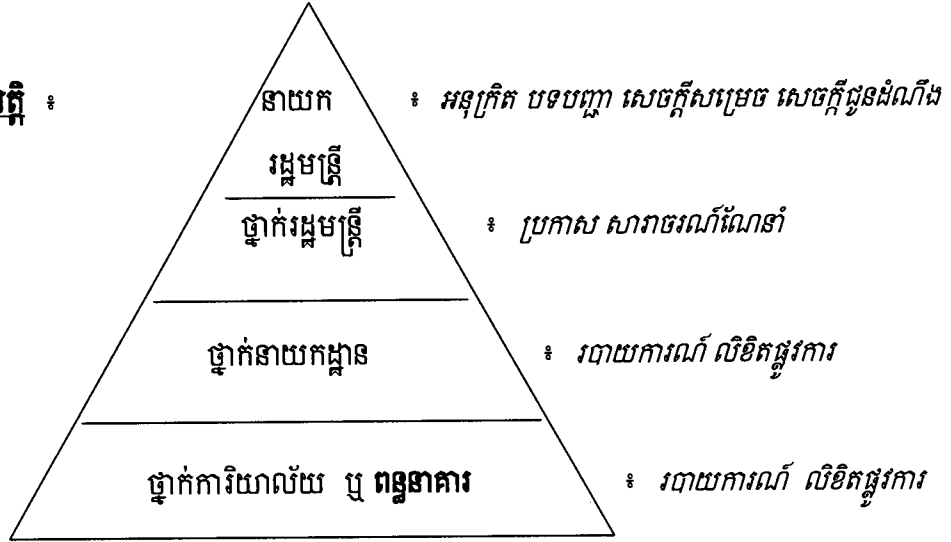 នាយក ៖ អនុក្រិត បទបញ្ជា សេចក្តីសម្រេច សេចក្តីជូនដំណឹង
រដ្ឋមន្ត្រី
ថ្នាក់រដ្ឋមន្ត្រី ៖ ប្រកាស សារាចរណ៍ណែនាំ
ថ្នាក់នាយកដ្ឋាន ៖ របាយការណ៍ លិខិតផ្លូវការ
ថ្នាក់ការិយាល័យ ឬ ពន្ធនាគារ ៖ របាយការណ៍ លិខិតផ្លូវការ